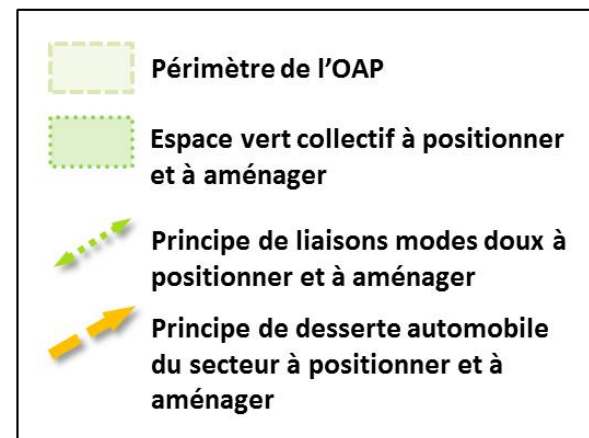 Périmètre de l'OAP
Espace vert collectif à positionner
et à aménager
Principe de liaisons modes doux à
positionner et à aménager
Principe de desserte automobile
du secteur à positionner et à
aménager